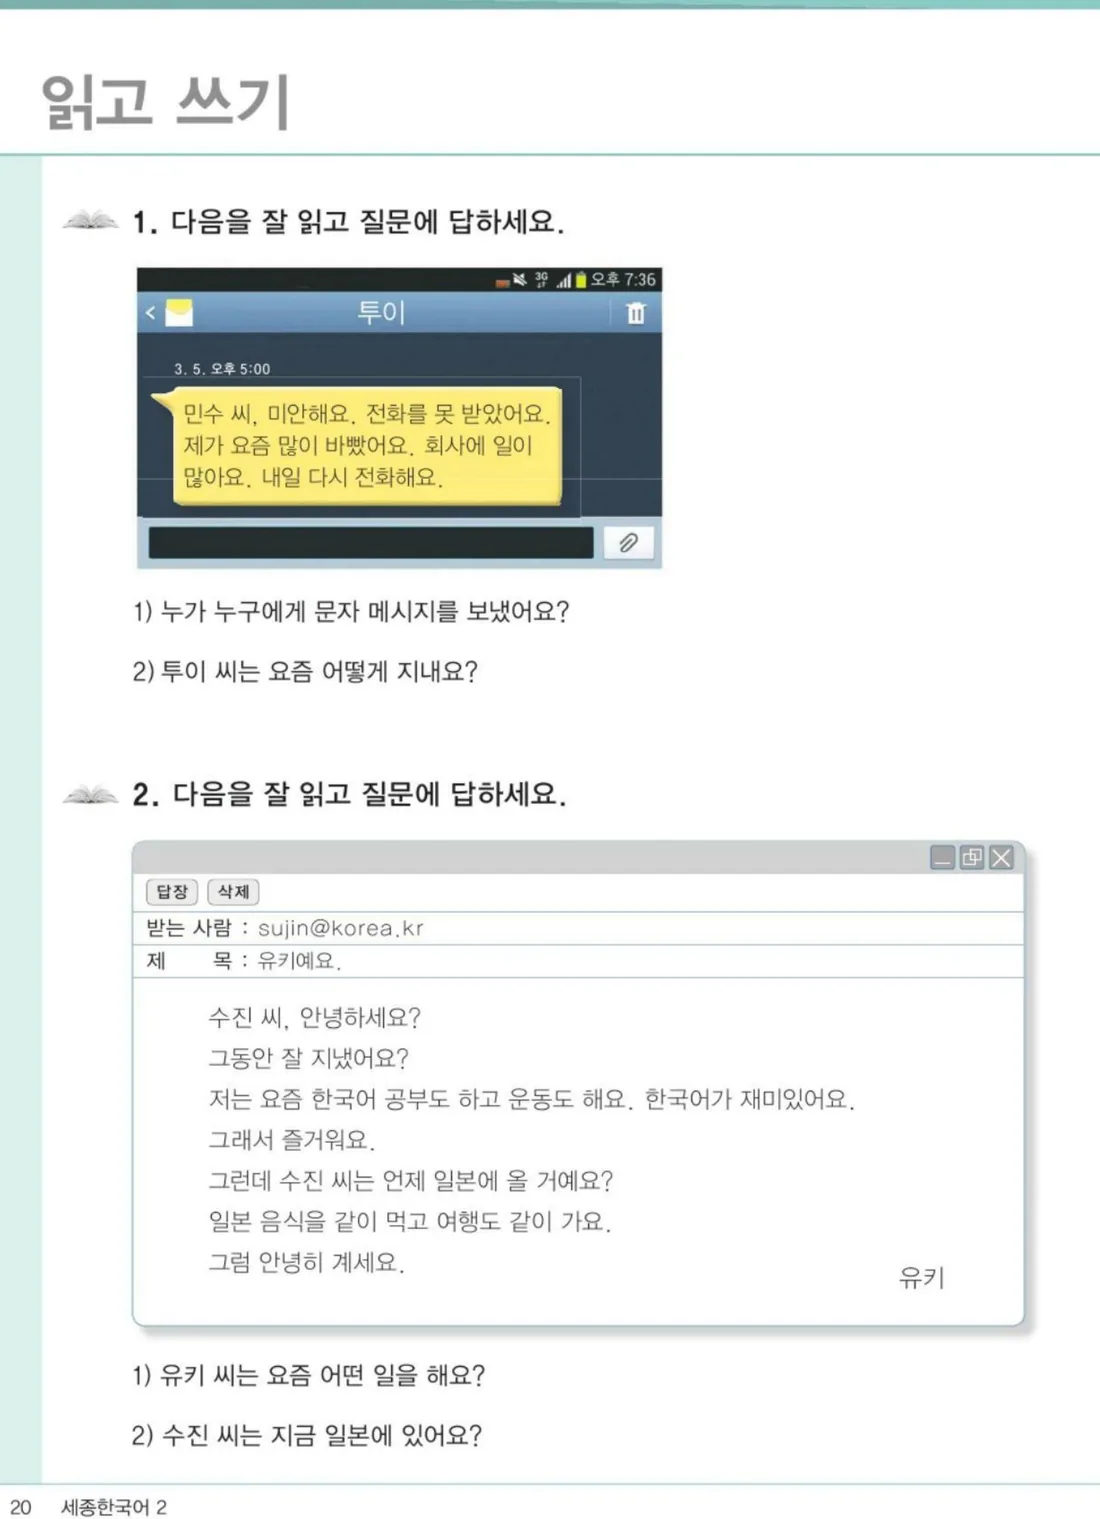 읽고 쓰기
1. 다음을 잘 읽고 질문에 답하세요.
3G 오후 7:36
< 투이
3. 5. 오후 5:00
민수 씨, 미안해요. 전화를 못 받았어요.
제가 요즘 많이 바빴어요. 회사에 일이
많아요. 내일 다시 전화해요.
1) 누가 누구에게 문자 메시지를 보냈어요?
2) 투이 씨는 요즘 어떻게 지내요?
2. 다음을 잘 읽고 질문에 답하세요.
답장 삭제
받는 사람 : sujin@korea.kr
제 목 : 유키예요.
수진 씨, 안녕하세요?
그동안 잘 지냈어요?
저는 요즘 한국어 공부도 하고 운동도 해요. 한국어가 재미있어요.
그래서 즐거워요.
그런데 수진 씨는 언제 일본에 올 거예요?
일본 음식을 같이 먹고 여행도 같이 가요.
그럼 안녕히 계세요.
유키
1) 유키 씨는 요즘 어떤 일을 해요?
2) 수진 씨는 지금 일본에 있어요?
20 세종한국어 2